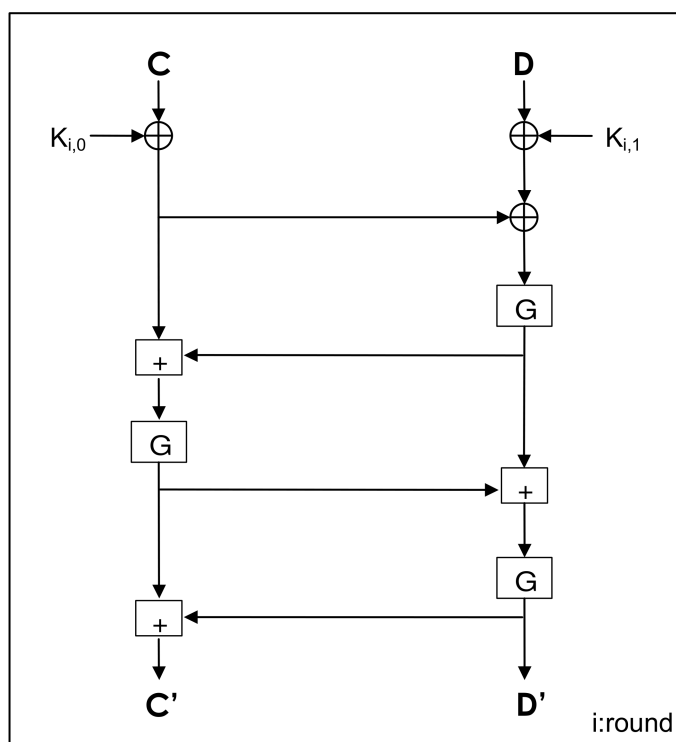 C D
K_{i,0} K_{i,1}
G
+
G
+
G
+
C' D'
i:round